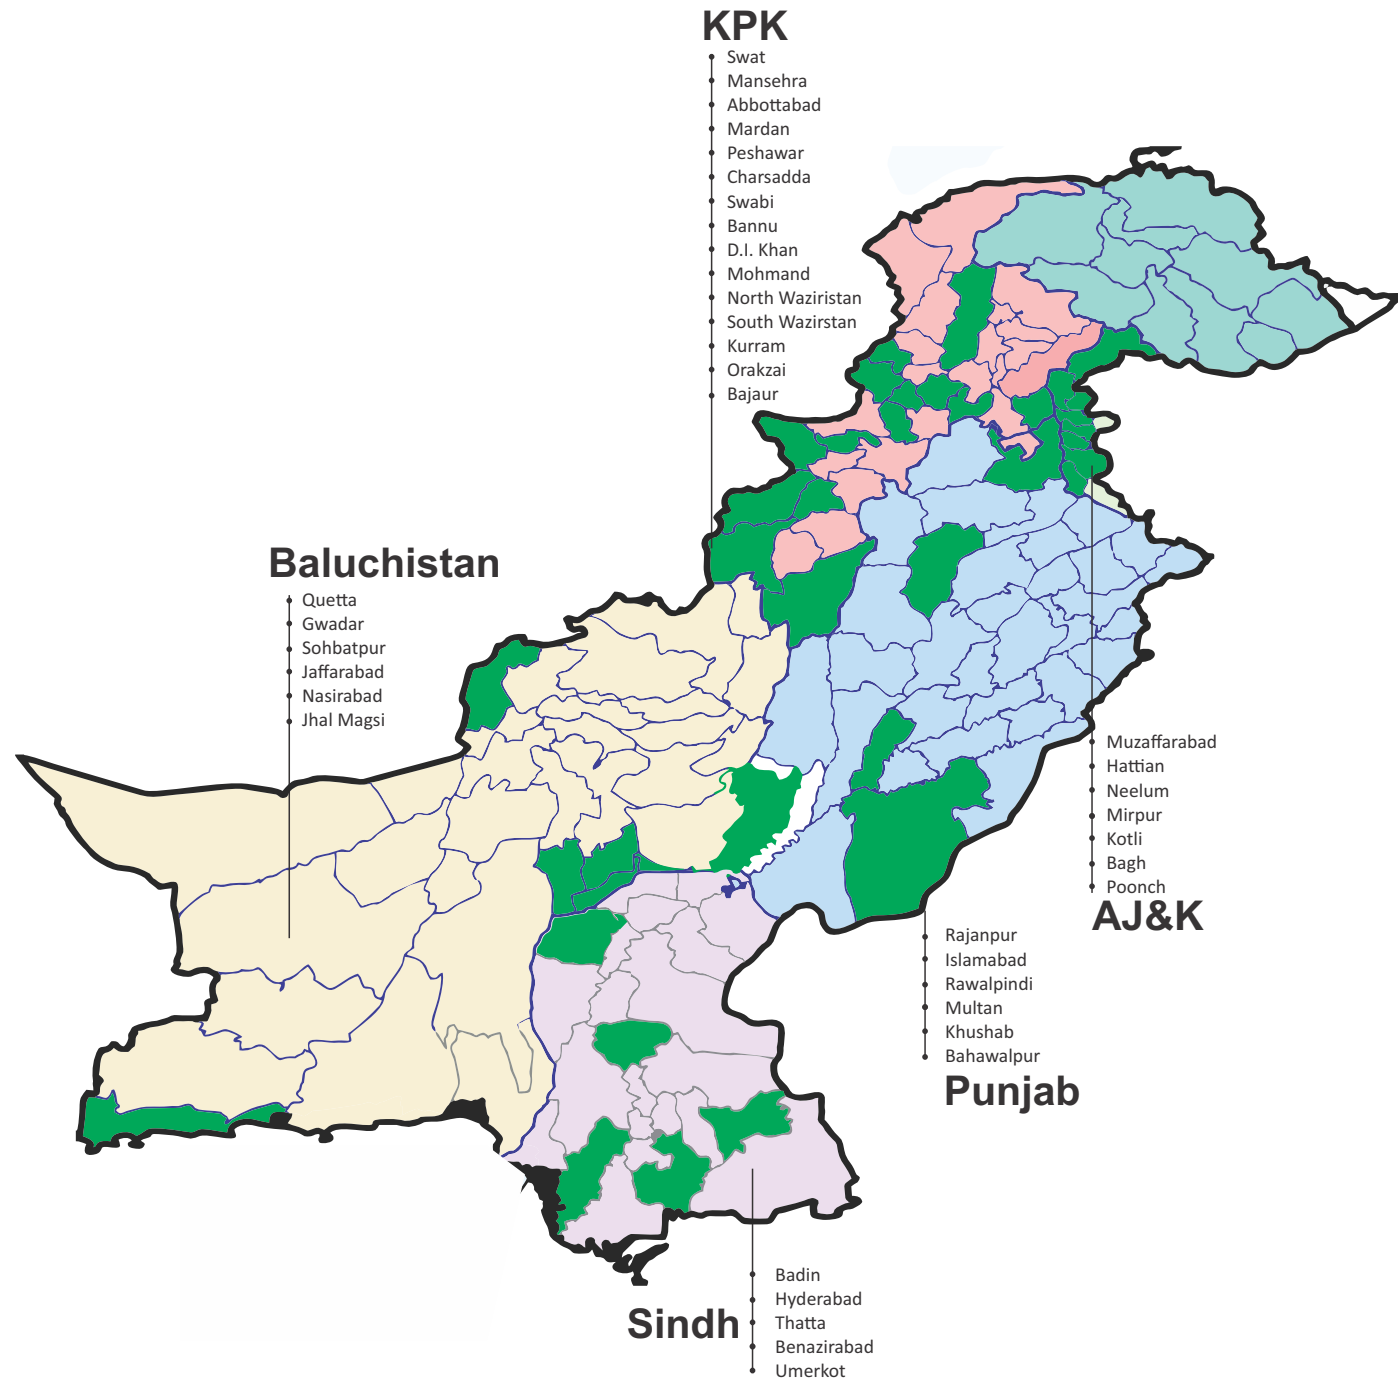 KPK
Swat
Mansehra
Abbottabad
Mardan
Peshawar
Charsadda
Swabi
Bannu
D.I. Khan
Mohmand
North Waziristan
South Wazirstan
Kurram
Orakzai
Bajaur
Baluchistan
Quetta
Gwadar
Sohbatpur
Jaffarabad
Nasirabad
Jhal Magsi
Muzaffarabad
Hattian
Neelum
Mirpur
Kotli
Bagh
Poonch
AJ&K
Rajanpur
Islamabad
Rawalpindi
Multan
Khushab
Bahawalpur
Punjab
Badin
Hyderabad
Thatta
Benazirabad
Umerkot
Sindh